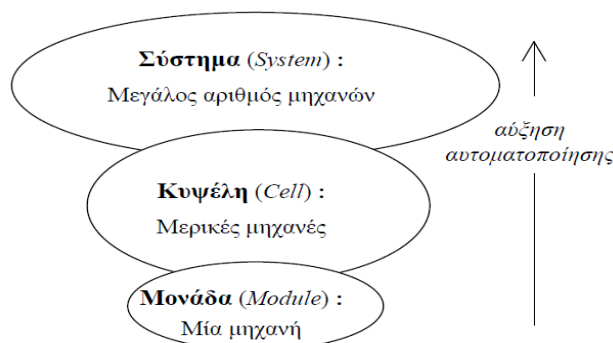 Σύστημα (System) :
Μεγάλος αριθμός μηχανών
αύξηση
αυτοματοποίησης
Κυψέλη (Cell) :
Μερικές μηχανές
Μονάδα (Module) :
Μία μηχανή